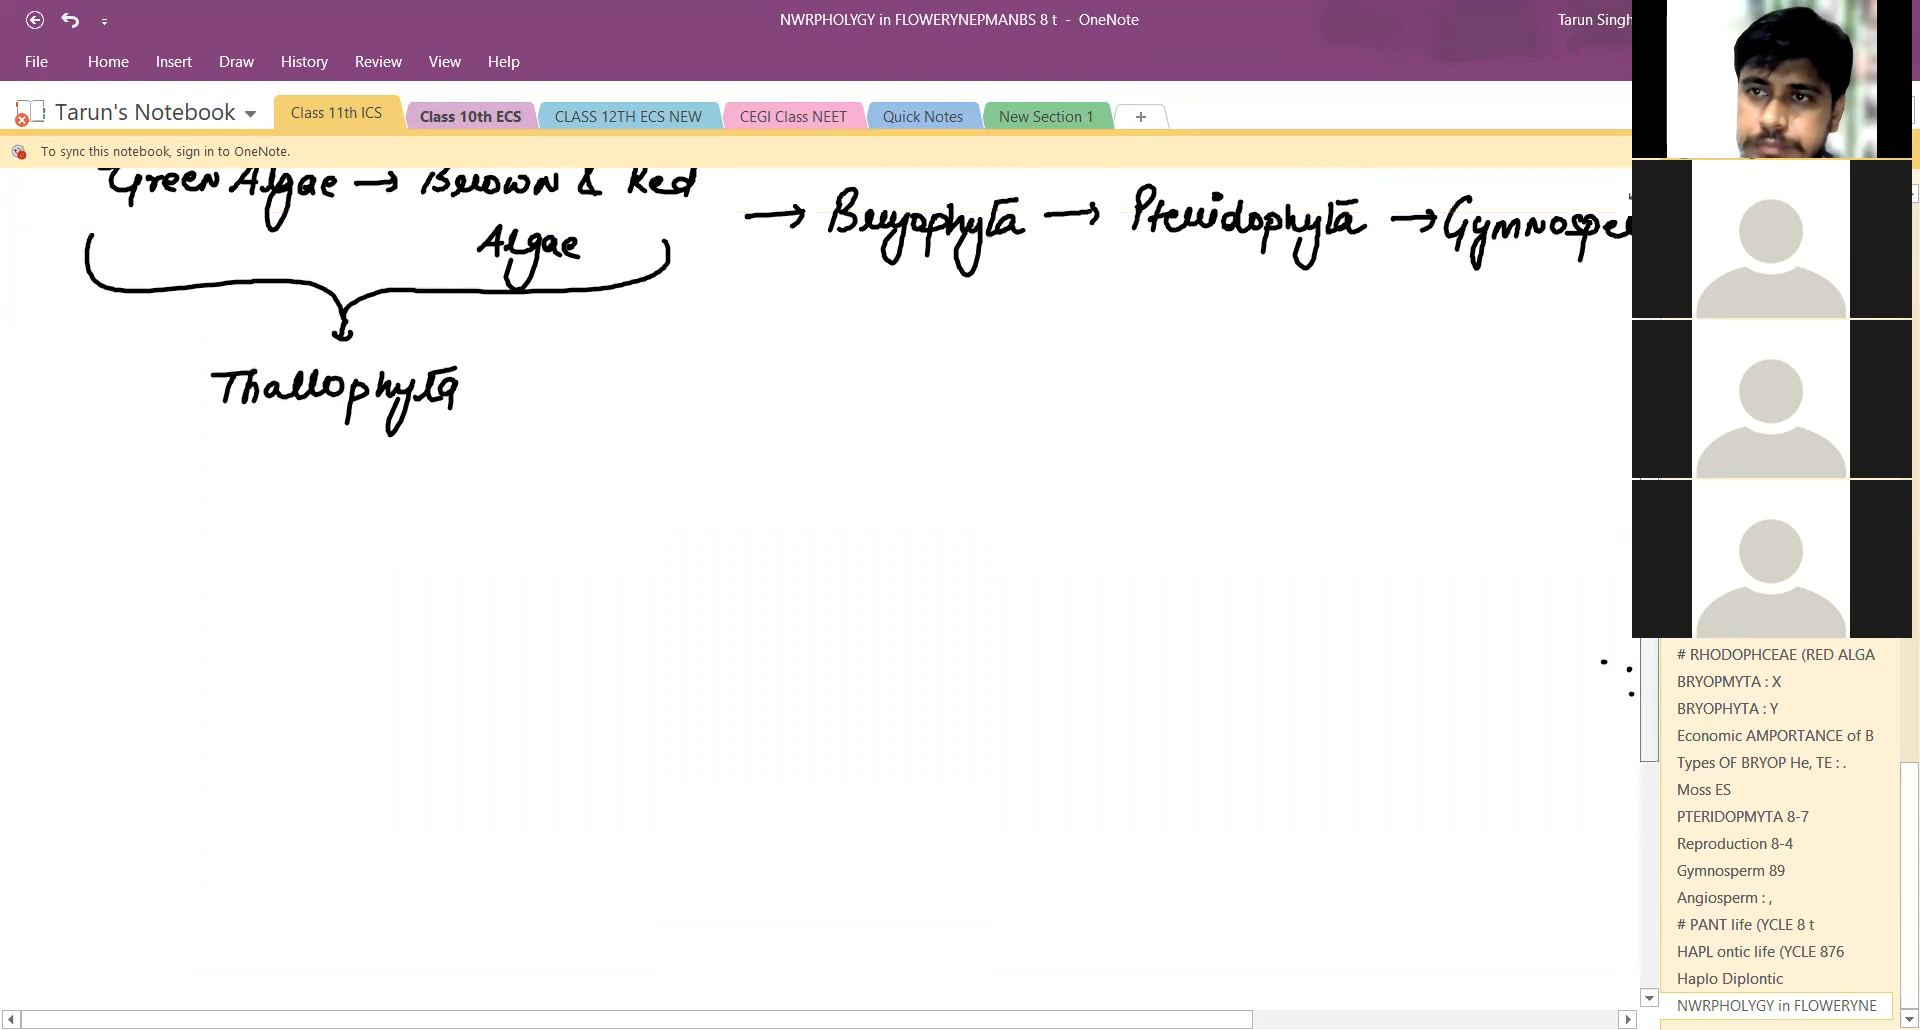 NWRPHOLYGY in FLOWERYNEPMANBS 8 t - OneNote
Tarun Singh
File Home Insert Draw History Review View Help
Tarun's Notebook
Class 11th ICS
Class 10th ECS
CLASS 12TH ECS NEW
CEGI Class NEET
Quick Notes
New Section 1
+
To sync this notebook, sign in to OneNote.
Green Algae → Brown & Red
Algae
→ Bryophyta → Pteridophyta → Gymnospe
Thallophyta
# RHODOPHCEAE (RED ALGA
BRYOPMYTA : X
BRYOPHYTA : Y
Economic AMPORTANCE of B
Types OF BRYOP He, TE : .
Moss ES
PTERIDOPMYTA 8-7
Reproduction 8-4
Gymnosperm 89
Angiosperm : ,
# PANT life (YCLE 8 t
HAPL ontic life (YCLE 876
Haplo Diplontic
NWRPHOLYGY in FLOWERYNE